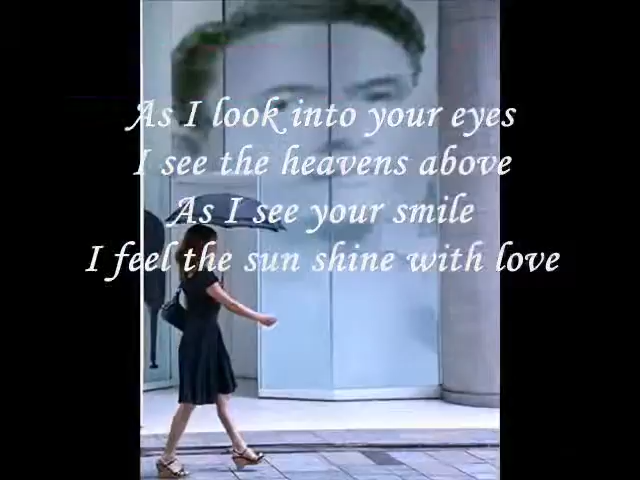 As I look into your eyes
I see the heavens above
As I see your smile
I feel the sun shine with love